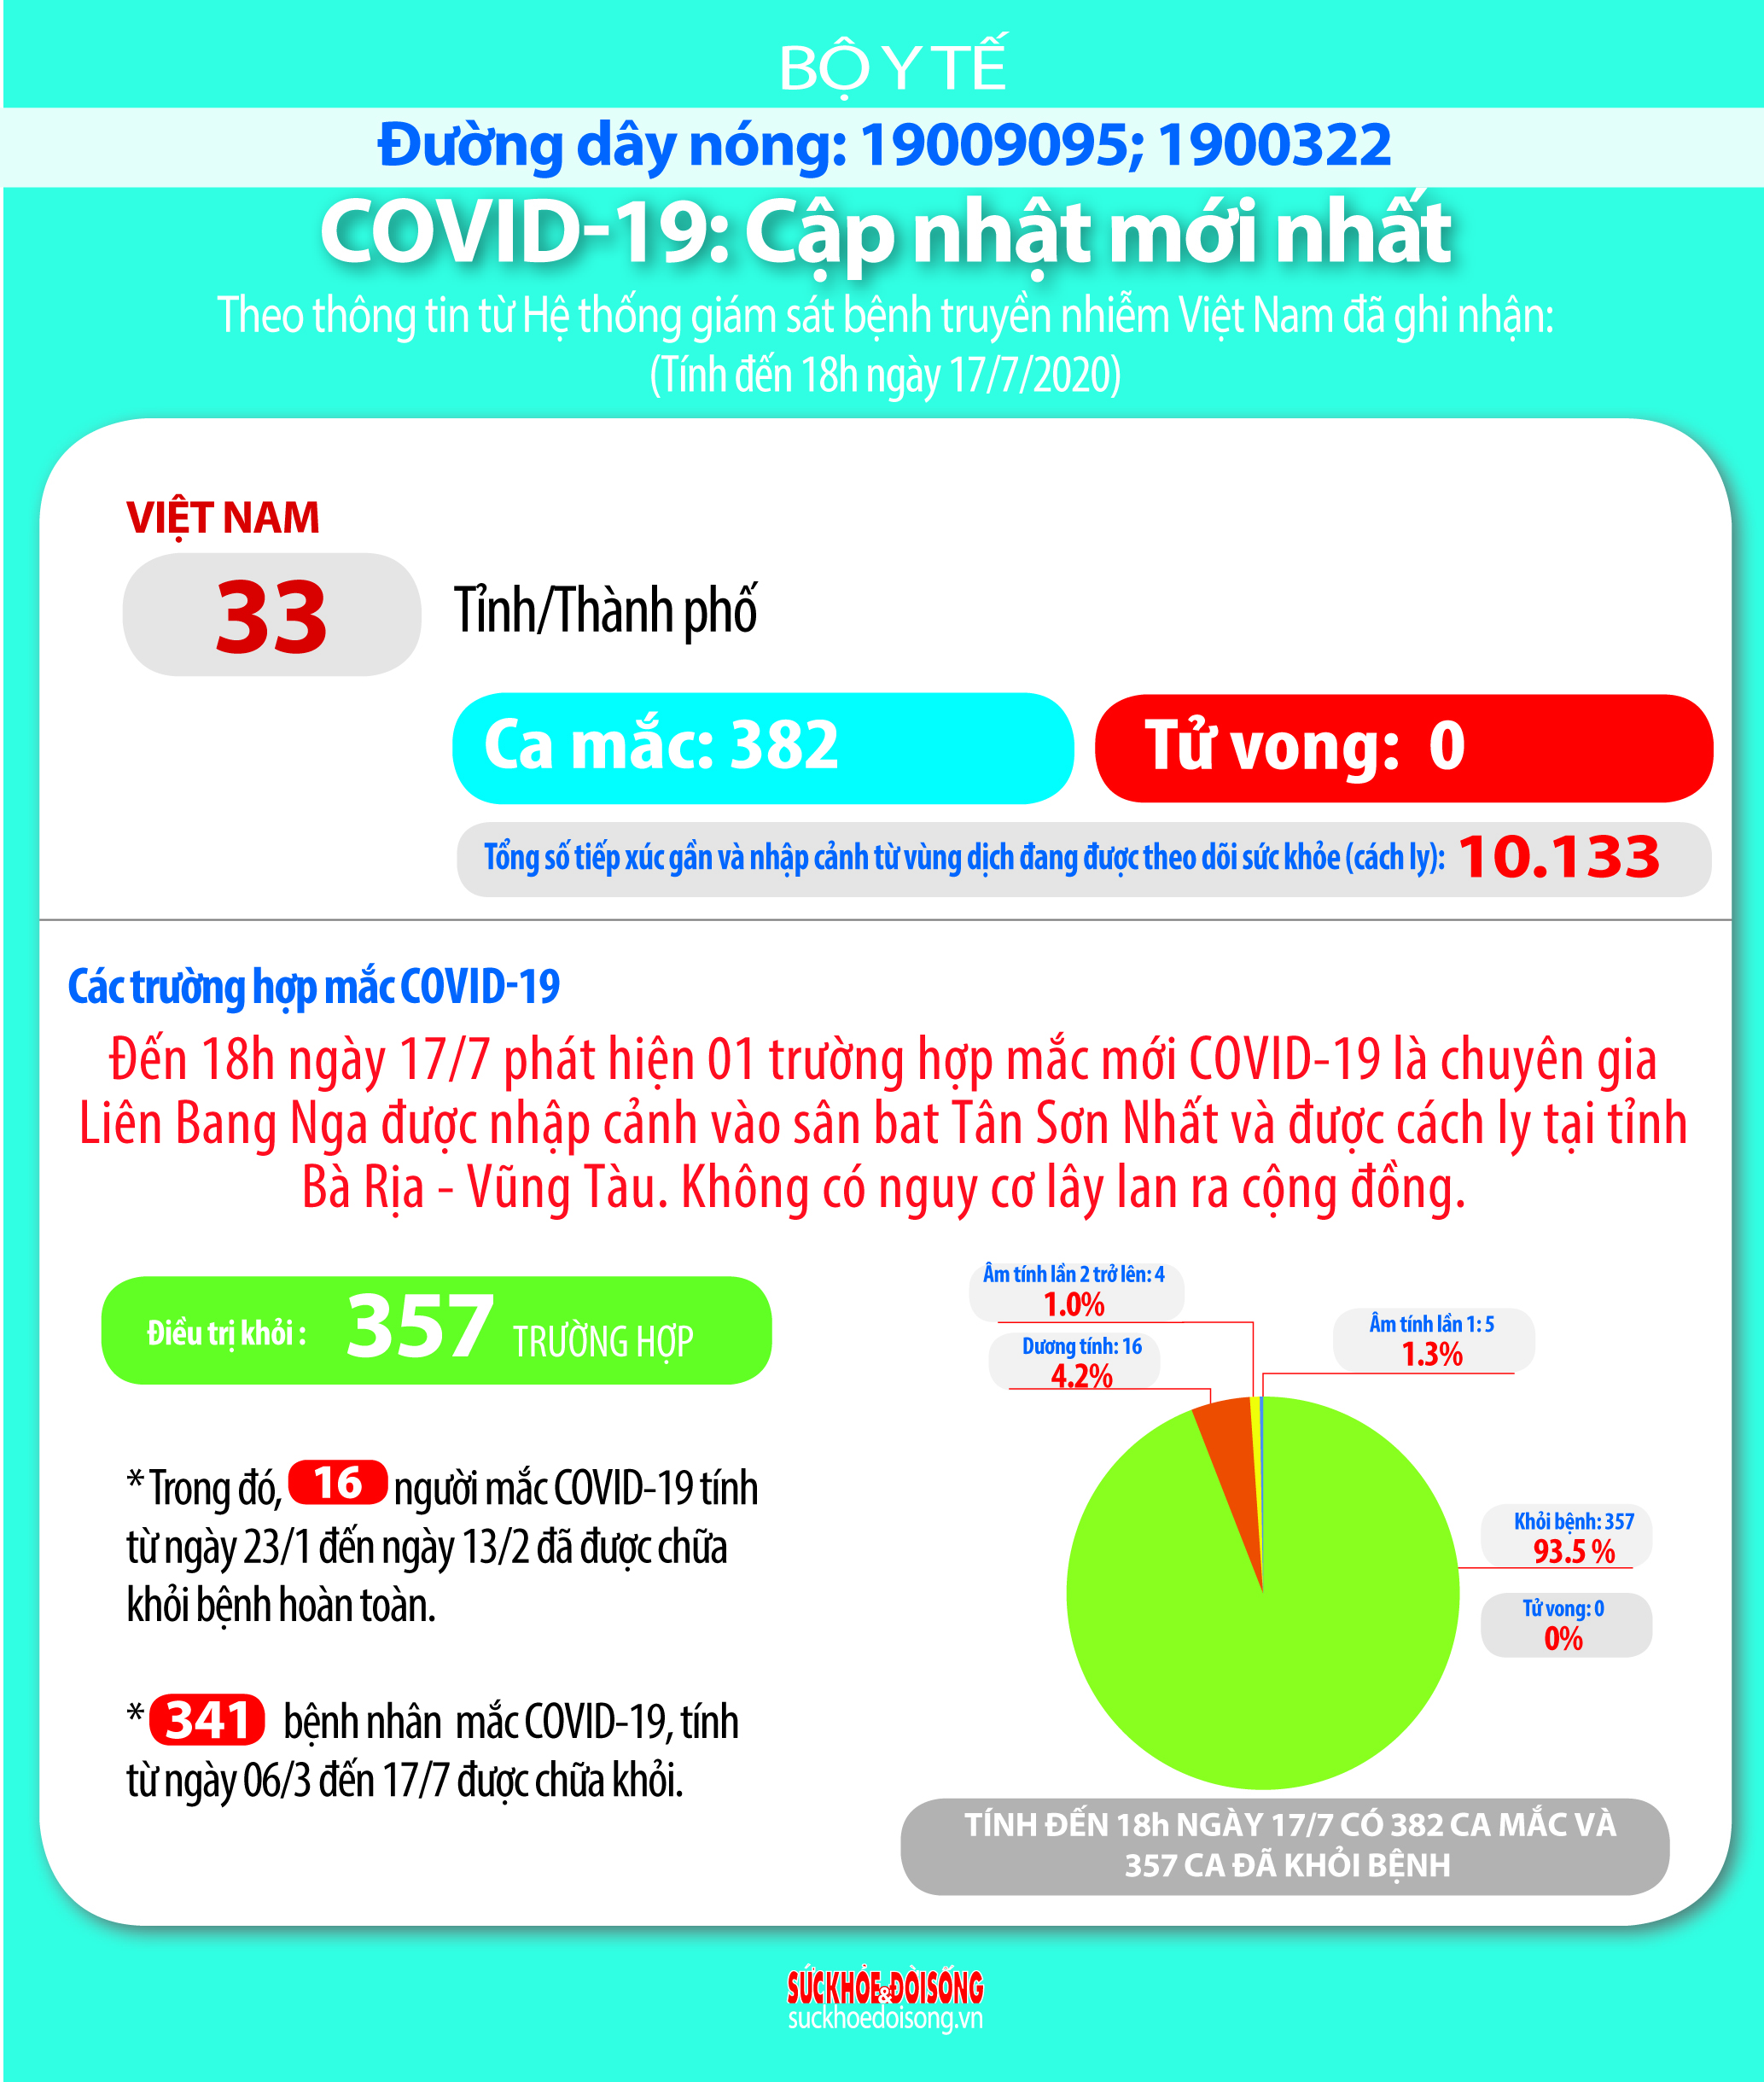 BỘ Y TẾ
Đường dây nóng: 19009095; 1900322
COVID-19: Cập nhật mới nhất
Theo thông tin từ Hệ thống giám sát bệnh truyền nhiễm Việt Nam đã ghi nhận:
(Tính đến 18h ngày 17/7/2020)
VIỆT NAM
33 Tỉnh/Thành phố
Ca mắc: 382
Tử vong: 0
Tổng số tiếp xúc gần và nhập cảnh từ vùng dịch đang được theo dõi sức khỏe (cách ly): 10.133
Các trường hợp mắc COVID-19
Đến 18h ngày 17/7 phát hiện 01 trường hợp mắc mới COVID-19 là chuyên gia
Liên Bang Nga được nhập cảnh vào sân bat Tân Sơn Nhất và được cách ly tại tỉnh
Bà Rịa - Vũng Tàu. Không có nguy cơ lây lan ra cộng đồng.
Điều trị khỏi : 357 TRƯỜNG HỢP
* Trong đó, 16 người mắc COVID-19 tính
từ ngày 23/1 đến ngày 13/2 đã được chữa
khỏi bệnh hoàn toàn.
* 341 bệnh nhân mắc COVID-19, tính
từ ngày 06/3 đến 17/7 được chữa khỏi.
Âm tính lần 2 trở lên: 4
1.0%
Dương tính: 16
4.2%
Âm tính lần 1: 5
1.3%
Khỏi bệnh: 357
93.5 %
Tử vong: 0
0%
TÍNH ĐẾN 18h NGÀY 17/7 CÓ 382 CA MẮC VÀ
357 CA ĐÃ KHỎI BỆNH
SỨCKHỎE&ĐỜISỐNG
suckhoedoisong.vn